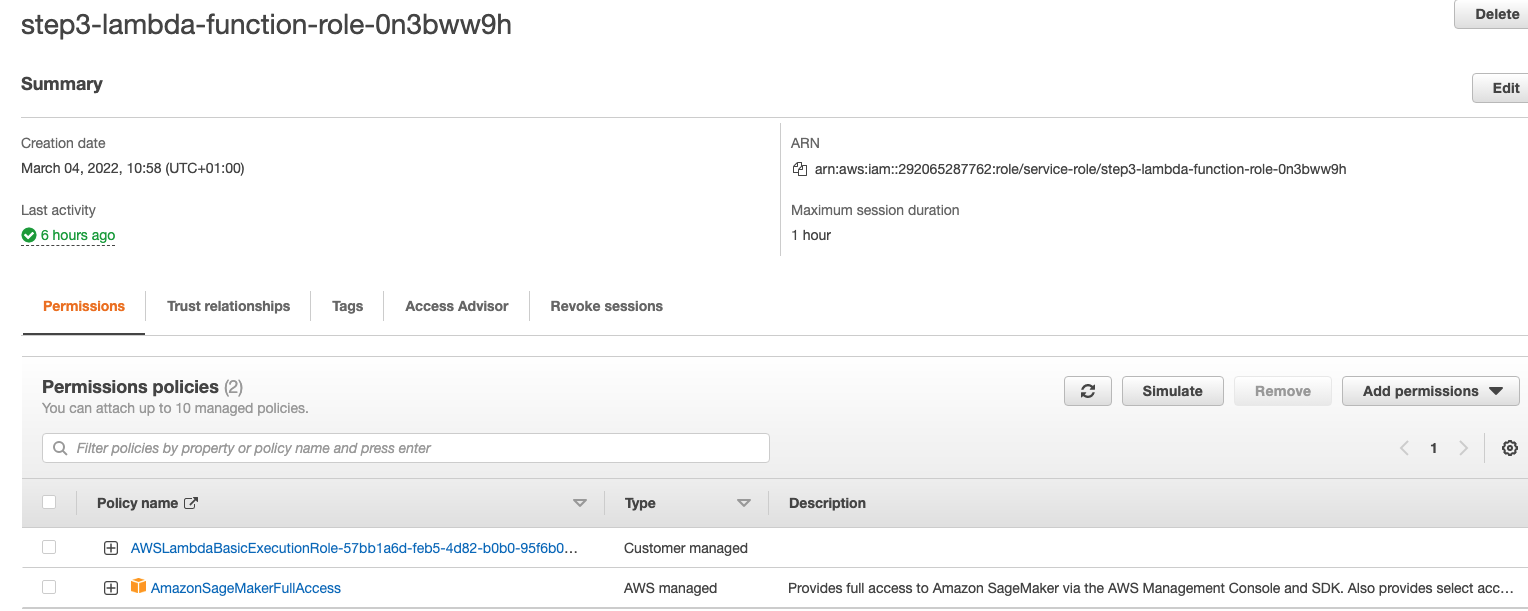 step3-lambda-function-role-0n3bww9h
Delete
Summary
Edit
Creation date
March 04, 2022, 10:58 (UTC+01:00)
ARN
arn:aws:iam::292065287762:role/service-role/step3-lambda-function-role-0n3bww9h
Last activity
6 hours ago
Maximum session duration
1 hour
Permissions Trust relationships Tags Access Advisor Revoke sessions
Permissions policies (2)
You can attach up to 10 managed policies.
Simulate Remove Add permissions
Filter policies by property or policy name and press enter
1
Policy name Type Description
AWSLambdaBasicExecutionRole-57bb1a6d-feb5-4d82-b0b0-95f6b0... Customer managed
AmazonSageMakerFullAccess AWS managed Provides full access to Amazon SageMaker via the AWS Management Console and SDK. Also provides select acc...